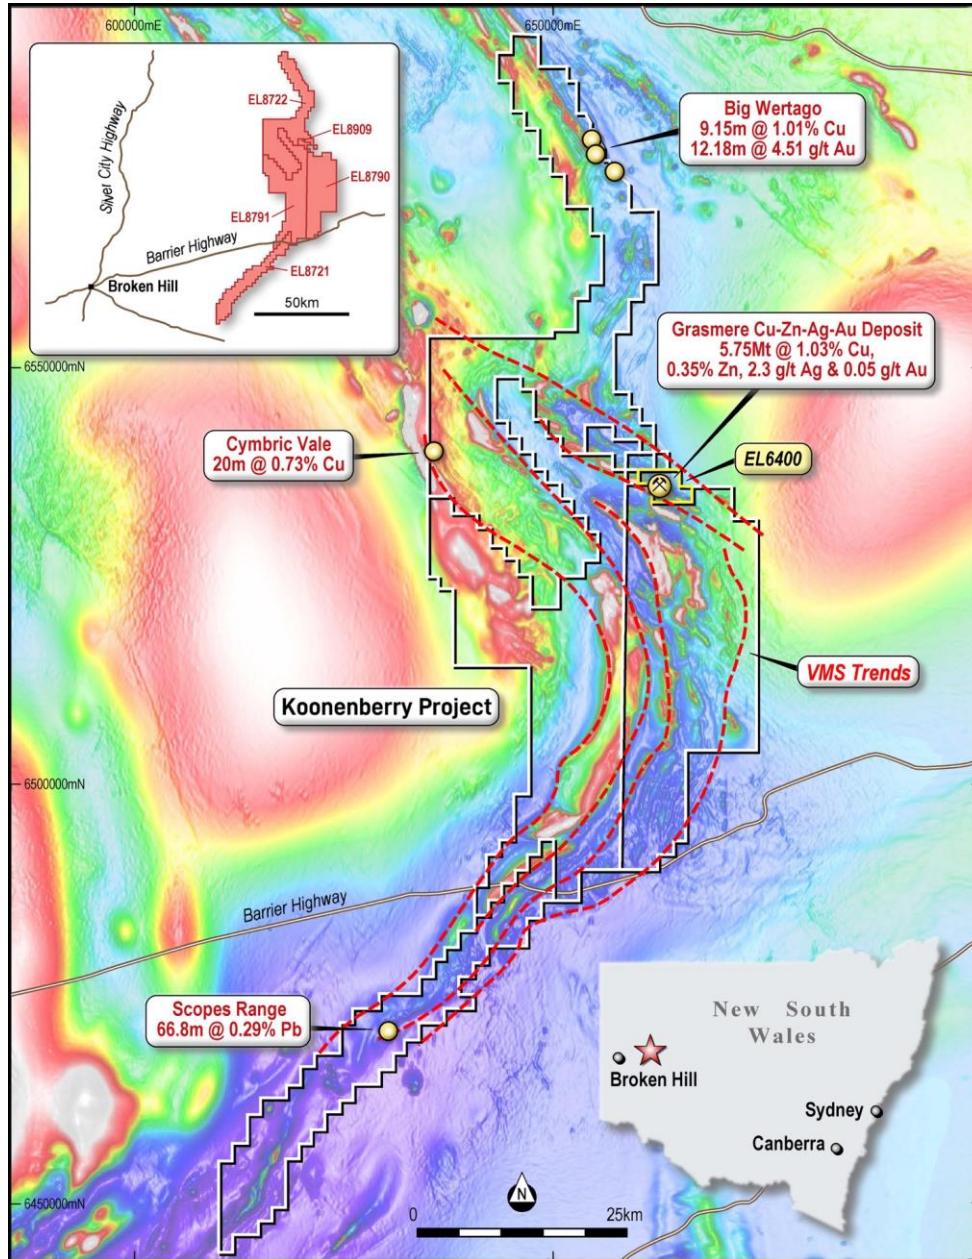 600000mE
650000mE
EL8722
EL8909
EL8790
EL8791
EL8721
Silver City Highway
Barrier Highway
Broken Hill
50km
Big Wertago
9.15m @ 1.01% Cu
12.18m @ 4.51 g/t Au
6550000mN
Grasmere Cu-Zn-Ag-Au Deposit
5.75Mt @ 1.03% Cu,
0.35% Zn, 2.3 g/t Ag & 0.05 g/t Au
Cymbric Vale
20m @ 0.73% Cu
EL6400
VMS Trends
Koonenberry Project
6500000mN
Barrier Highway
Scopes Range
66.8m @ 0.29% Pb
New South
Wales
Broken Hill
Sydney
Canberra
6450000mN
N
0
25km